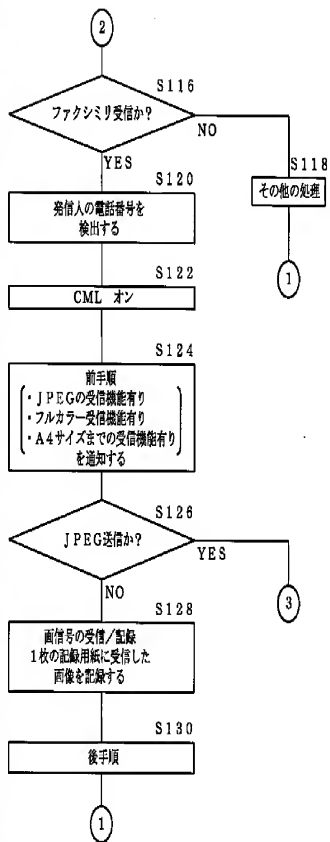 2
S116
ファクシミリ受信か?
NO
YES
S118
その他の処理
1
S120
発信人の電話番号を
検出する
S122
CML オン
S124
前手順
・JPEGの受信機能有り
・フルカラー受信機能有り
・A4サイズまでの受信機能有り
を通知する
S126
JPEG送信か?
YES
3
NO
S128
画信号の受信/記録
1枚の記録用紙に受信した
画像を記録する
S130
後手順
1